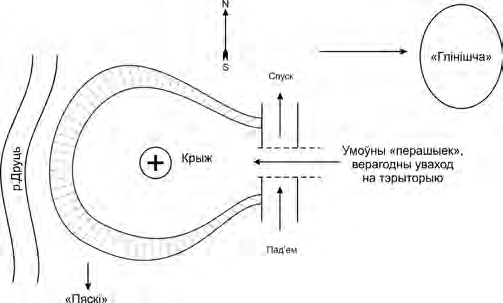 N
S
«Глінішча»
Спуск
р.Друць
Крыж
Умоўны «перашыек»,
верагодны уваход
на тэрыторыю
Пад'ем
«Пяскі»